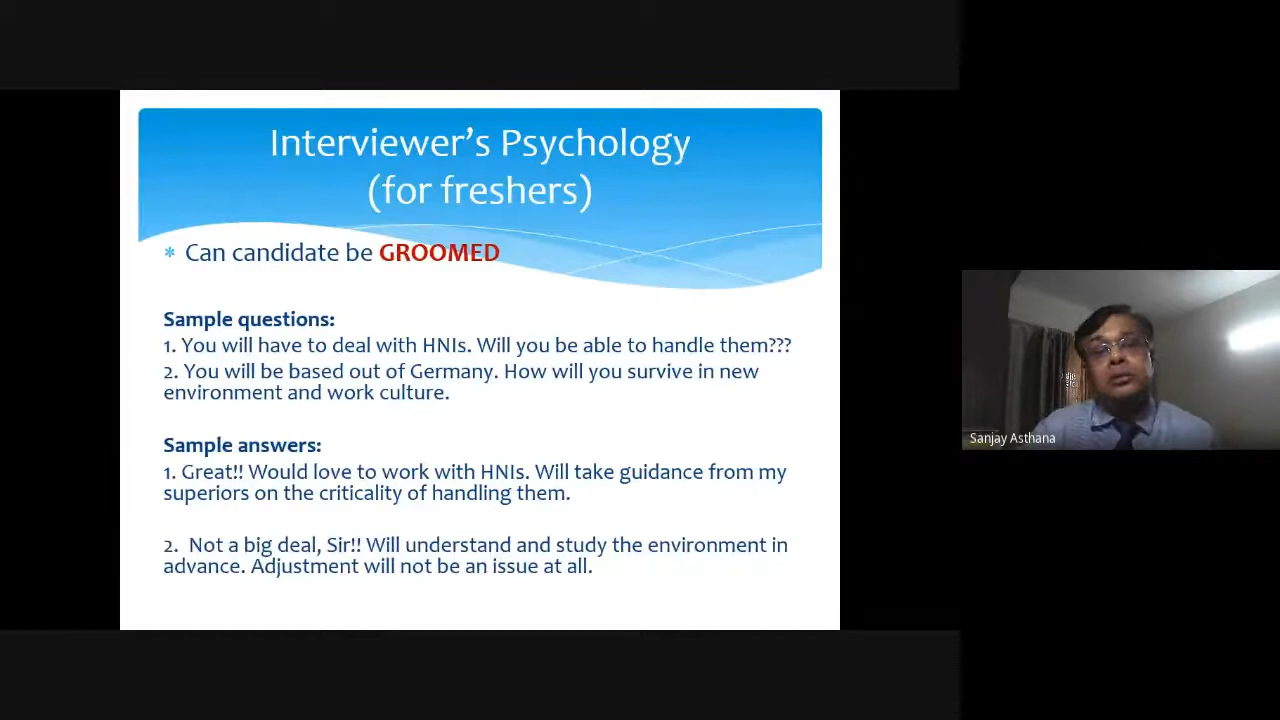 Interviewer’s Psychology
(for freshers)
* Can candidate be GROOMED
Sample questions:
1. You will have to deal with HNIs. Will you be able to handle them???
2. You will be based out of Germany. How will you survive in new
environment and work culture.
Sample answers:
1. Great!! Would love to work with HNIs. Will take guidance from my
superiors on the criticality of handling them.
2. Not a big deal, Sir!! Will understand and study the environment in
advance. Adjustment will not be an issue at all.
Sanjay Asthana